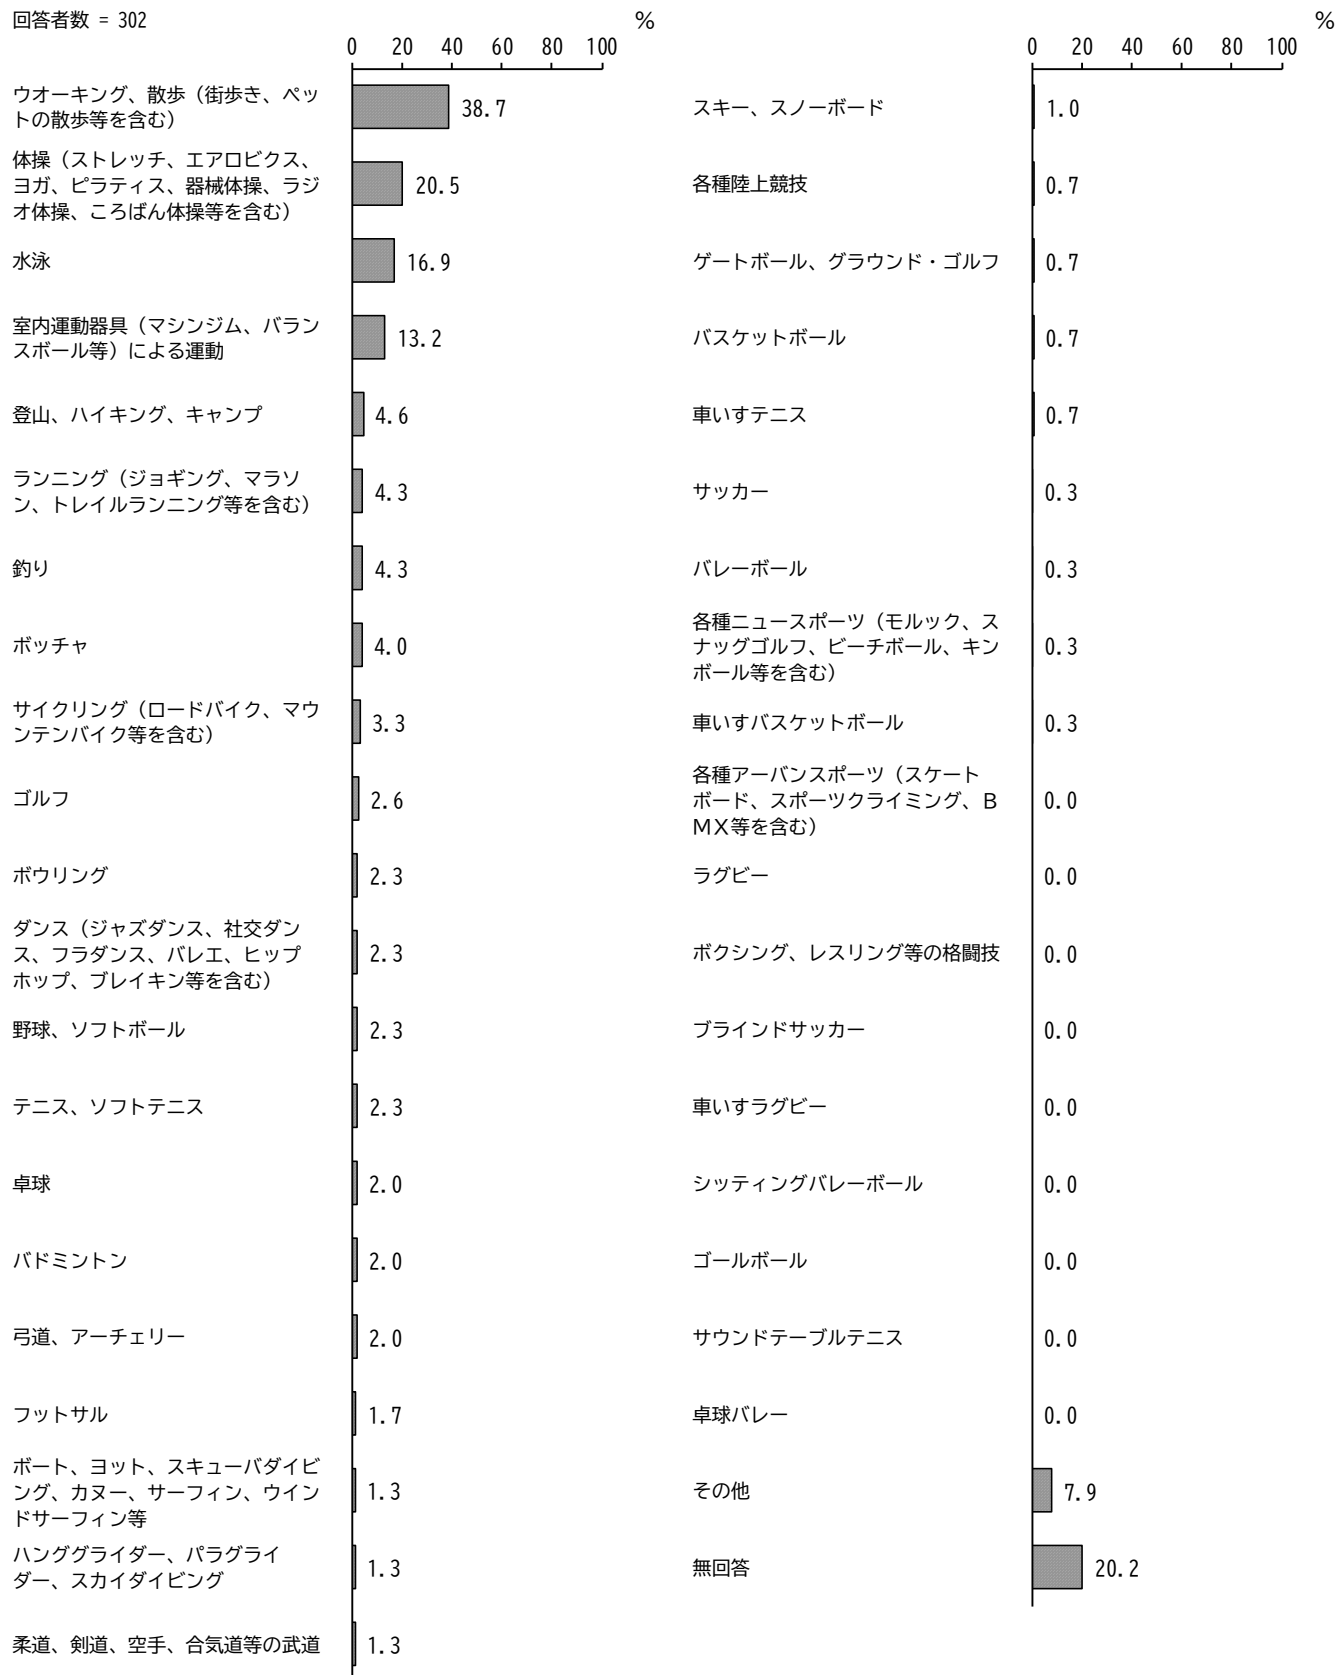 回答者数 = 302
%
0 20 40 60 80 100
ウオーキング、散歩（街歩き、ペッ
トの散歩等を含む）
38.7
体操（ストレッチ、エアロビクス、
ヨガ、ピラティス、器械体操、ラジ
オ体操、ころばん体操等を含む）
20.5
水泳
16.9
室内運動器具（マシンジム、バラン
スボール等）による運動
13.2
登山、ハイキング、キャンプ
4.6
ランニング（ジョギング、マラソ
ン、トレイルランニング等を含む）
4.3
釣り
4.3
ボッチャ
4.0
サイクリング（ロードバイク、マウ
ンテンバイク等を含む）
3.3
ゴルフ
2.6
ボウリング
2.3
ダンス（ジャズダンス、社交ダン
ス、フラダンス、バレエ、ヒップ
ホップ、ブレイキン等を含む）
2.3
野球、ソフトボール
2.3
テニス、ソフトテニス
2.3
卓球
2.0
バドミントン
2.0
弓道、アーチェリー
2.0
フットサル
1.7
ボート、ヨット、スキューバダイビ
ング、カヌー、サーフィン、ウイン
ドサーフィン等
1.3
ハンググライダー、パラグライ
ダー、スカイダイビング
1.3
柔道、剣道、空手、合気道等の武道
1.3
%
0 20 40 60 80 100
スキー、スノーボード
1.0
各種陸上競技
0.7
ゲートボール、グラウンド・ゴルフ
0.7
バスケットボール
0.7
車いすテニス
0.7
サッカー
0.3
バレーボール
0.3
各種ニュースポーツ（モルック、ス
ナッグゴルフ、ビーチボール、キン
ボール等を含む）
0.3
車いすバスケットボール
0.3
各種アーバンスポーツ（スケート
ボード、スポーツクライミング、Ｂ
ＭＸ等を含む）
0.0
ラグビー
0.0
ボクシング、レスリング等の格闘技
0.0
ブラインドサッカー
0.0
車いすラグビー
0.0
シッティングバレーボール
0.0
ゴールボール
0.0
サウンドテーブルテニス
0.0
卓球バレー
0.0
その他
7.9
無回答
20.2